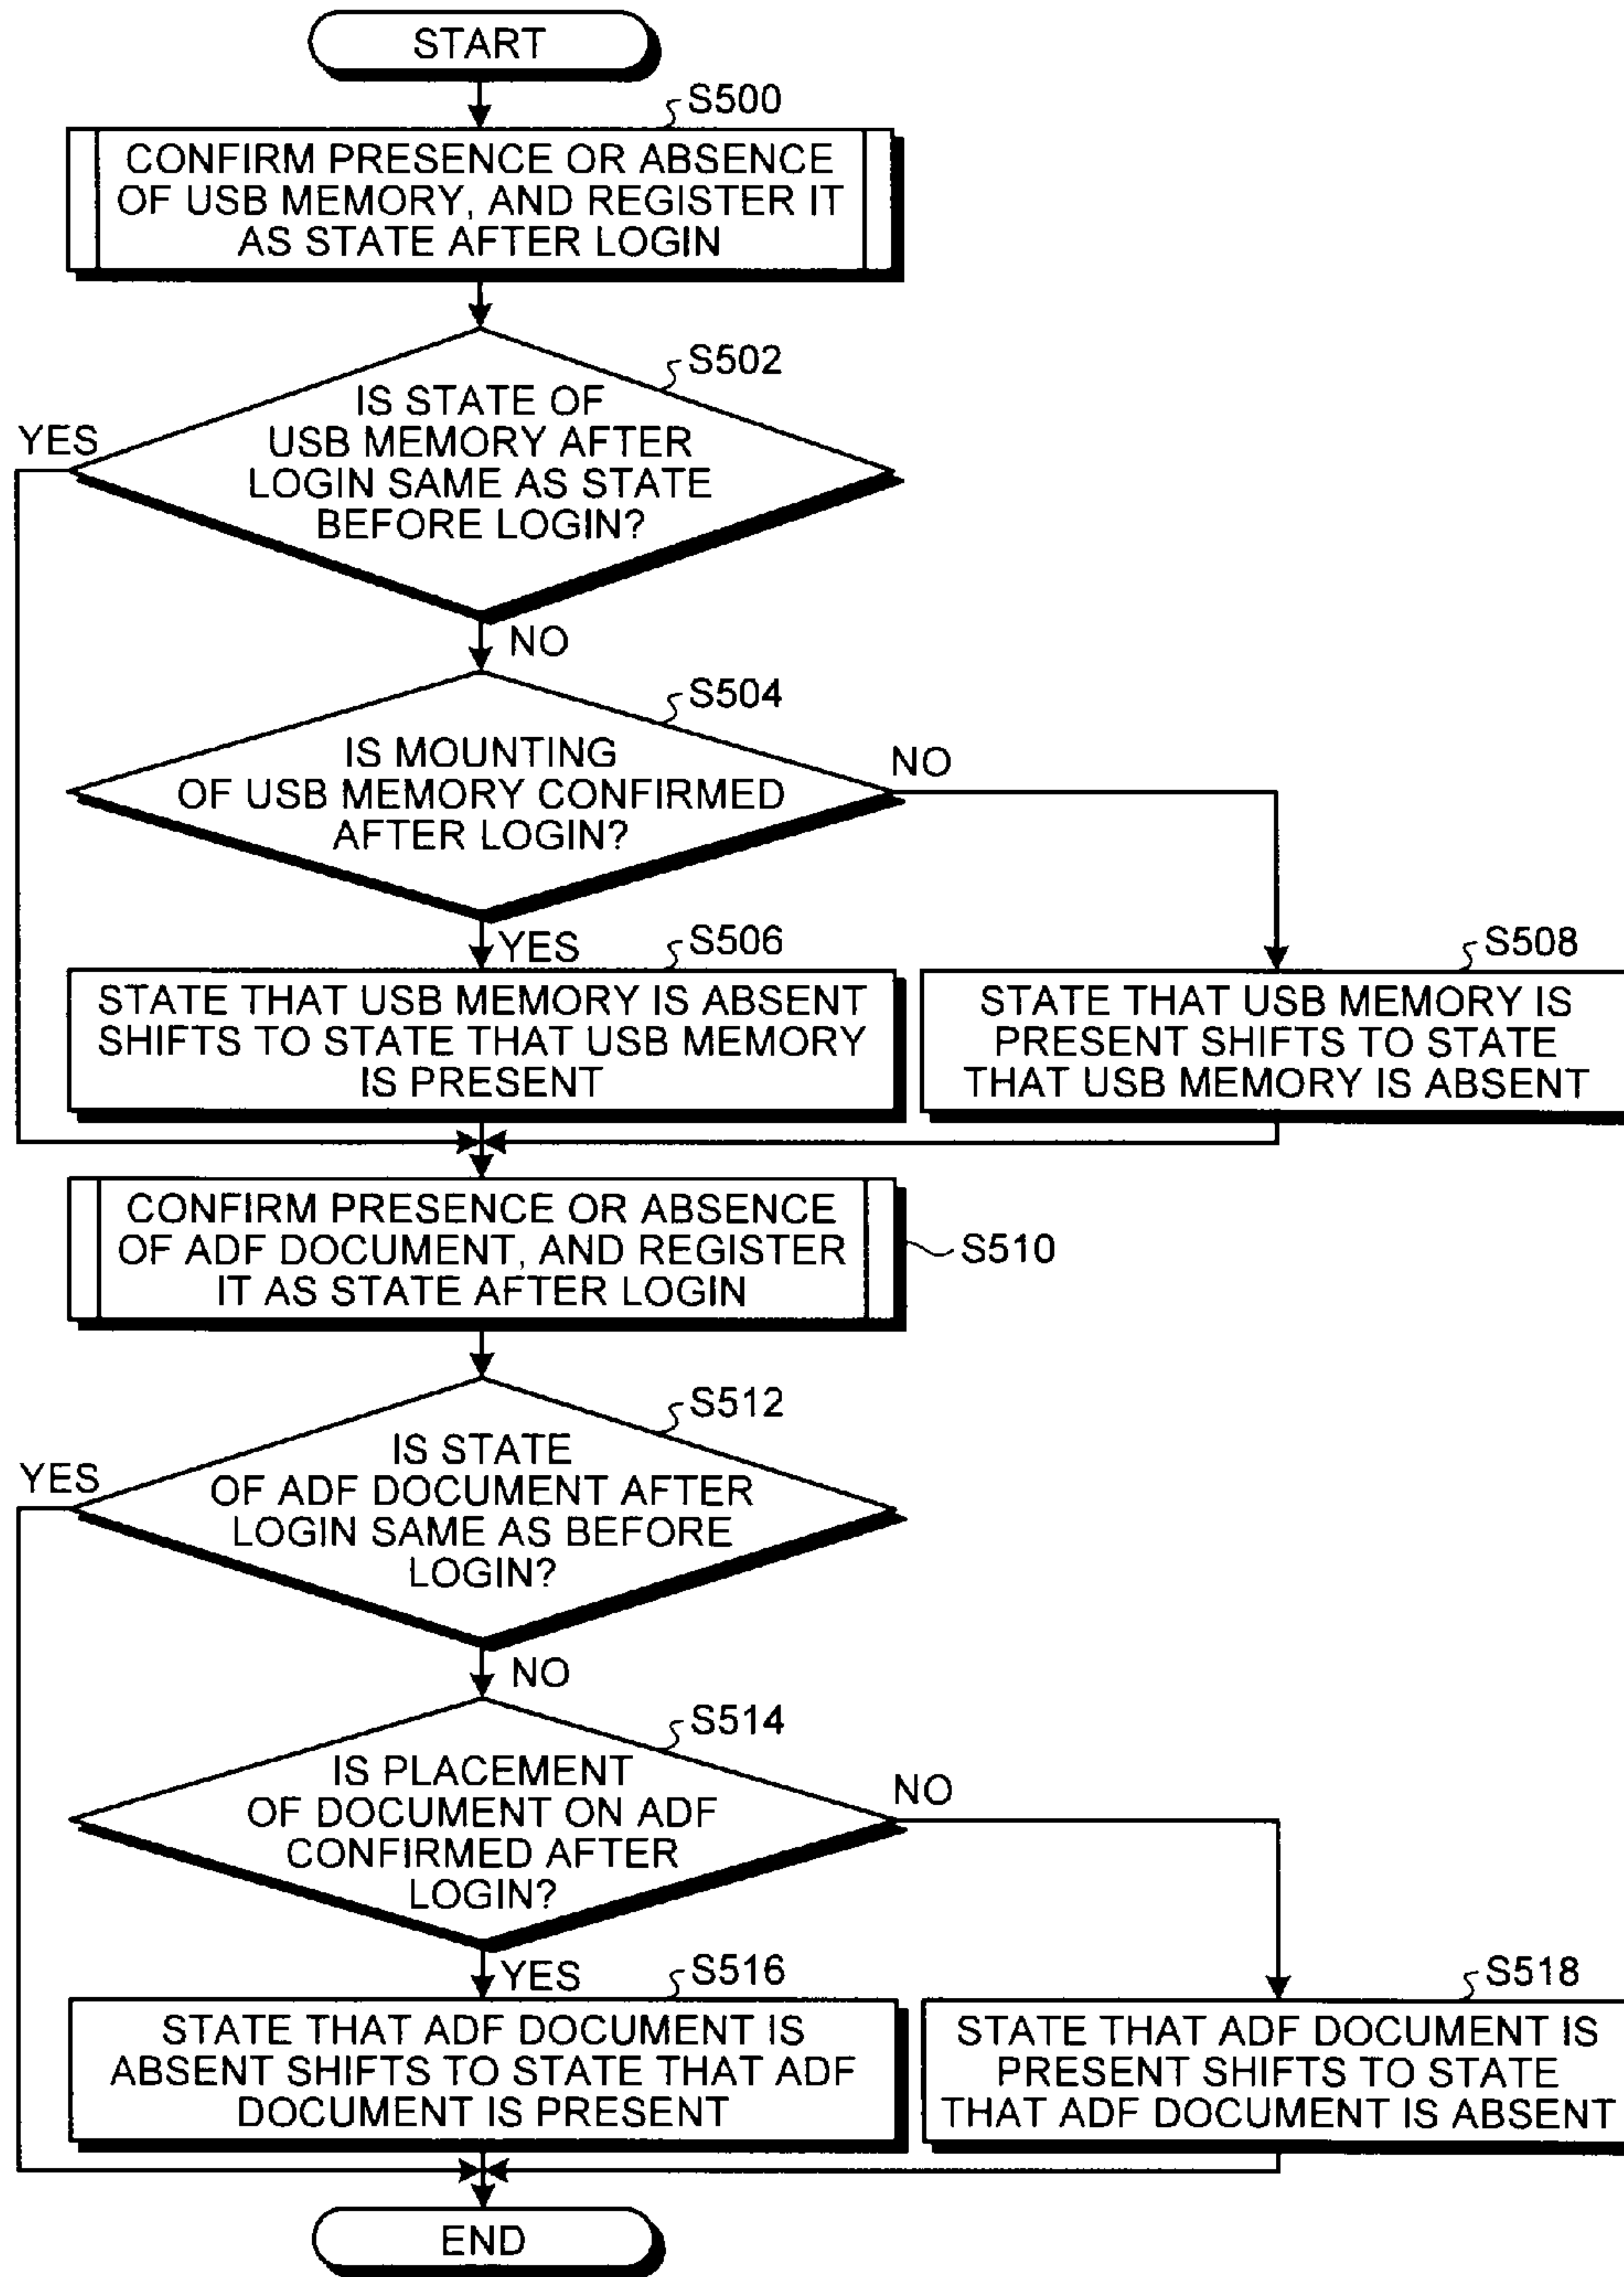 START
S500
CONFIRM PRESENCE OR ABSENCE
OF USB MEMORY, AND REGISTER IT
AS STATE AFTER LOGIN
S502
IS STATE OF
USB MEMORY AFTER
LOGIN SAME AS STATE
BEFORE LOGIN?
YES
NO
S504
IS MOUNTING
OF USB MEMORY CONFIRMED
AFTER LOGIN?
NO
YES
S506
STATE THAT USB MEMORY IS ABSENT
SHIFTS TO STATE THAT USB MEMORY
IS PRESENT
S508
STATE THAT USB MEMORY IS
PRESENT SHIFTS TO STATE
THAT USB MEMORY IS ABSENT
CONFIRM PRESENCE OR ABSENCE
OF ADF DOCUMENT, AND REGISTER
IT AS STATE AFTER LOGIN
S510
S512
IS STATE
OF ADF DOCUMENT AFTER
LOGIN SAME AS BEFORE
LOGIN?
YES
NO
S514
IS PLACEMENT
OF DOCUMENT ON ADF
CONFIRMED AFTER
LOGIN?
NO
YES
S516
STATE THAT ADF DOCUMENT IS
ABSENT SHIFTS TO STATE THAT ADF
DOCUMENT IS PRESENT
S518
STATE THAT ADF DOCUMENT IS
PRESENT SHIFTS TO STATE
THAT ADF DOCUMENT IS ABSENT
END